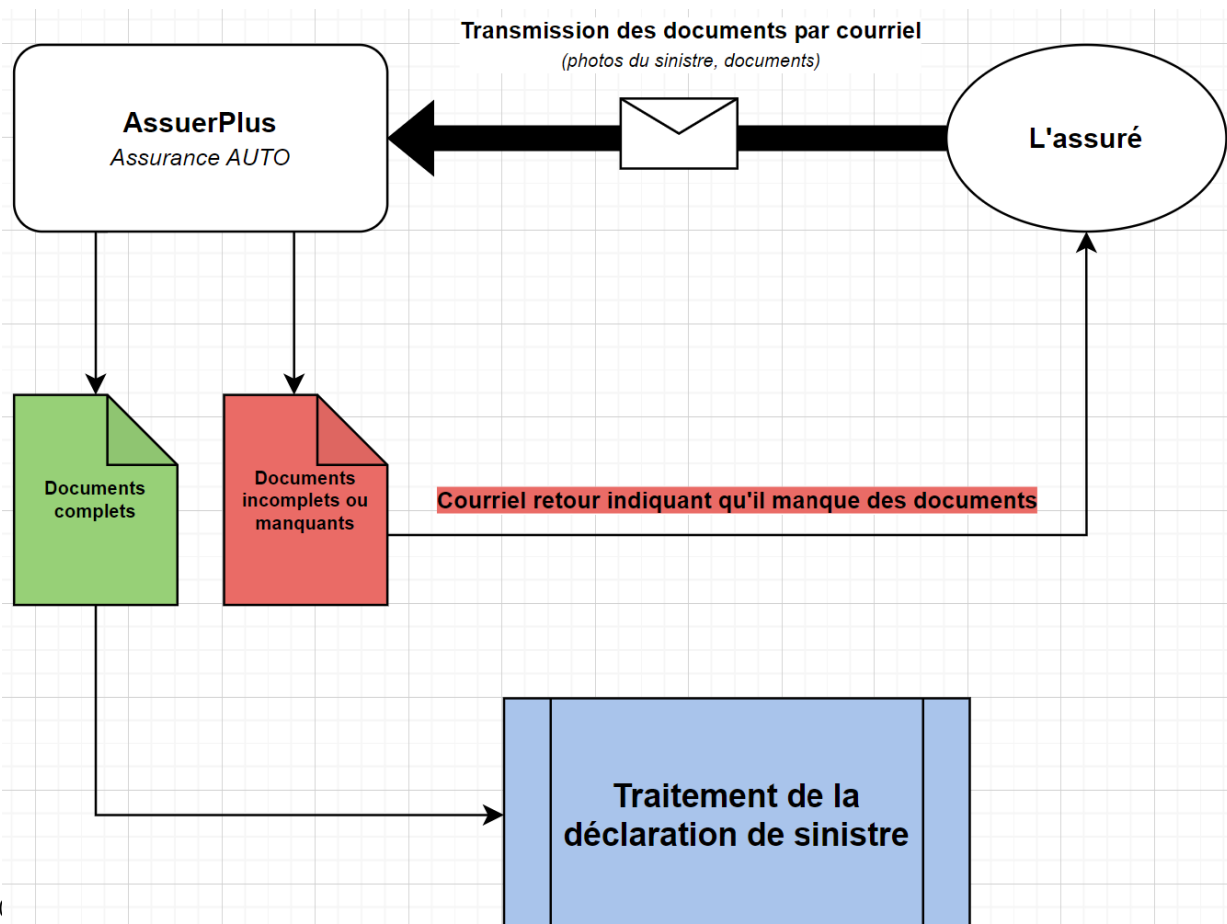 Transmission des documents par courriel
(photos du sinistre, documents)
AssuerPlus
Assurance AUTO
L'assuré
Documents
complets
Documents
incomplets ou
manquants
Courriel retour indiquant qu'il manque des documents
Traitement de la
déclaration de sinistre